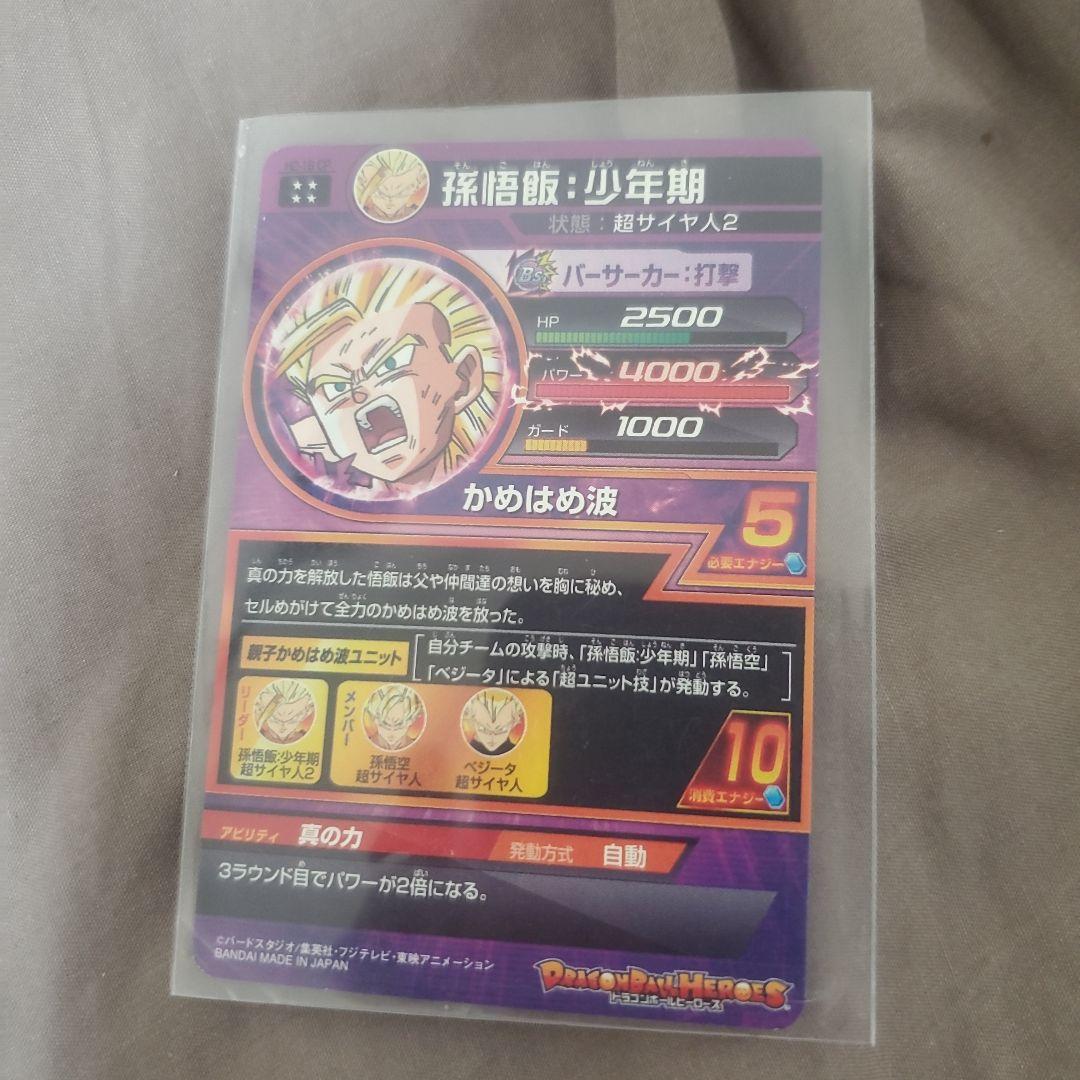 孫悟飯:少年期
状態:超サイヤ人2
Bs
バーサーカー:打撃
HP 2500
パワー 4000
ガード 1000
かめはめ波
5
必要エナジー
真の力を解放した悟飯は父や仲間達の想いを胸に秘め、
セルめがけて全力のかめはめ波を放った。
親子かめはめ波ユニット
自分チームの攻撃時、「孫悟飯:少年期」「孫悟空」
「ベジータ」による「超ユニット技」が発動する。
リーダー
孫悟飯:少年期
超サイヤ人2
メンバー
孫悟空
超サイヤ人
ベジータ
超サイヤ人
10
消費エナジー
アビリティ 真の力
発動方式 自動
3ラウンド目でパワーが2倍になる。
©バードスタジオ/集英社・フジテレビ・東映アニメーション
BANDAI MADE IN JAPAN
DRAGONBALL HEROES
ドラゴンボールヒーローズ